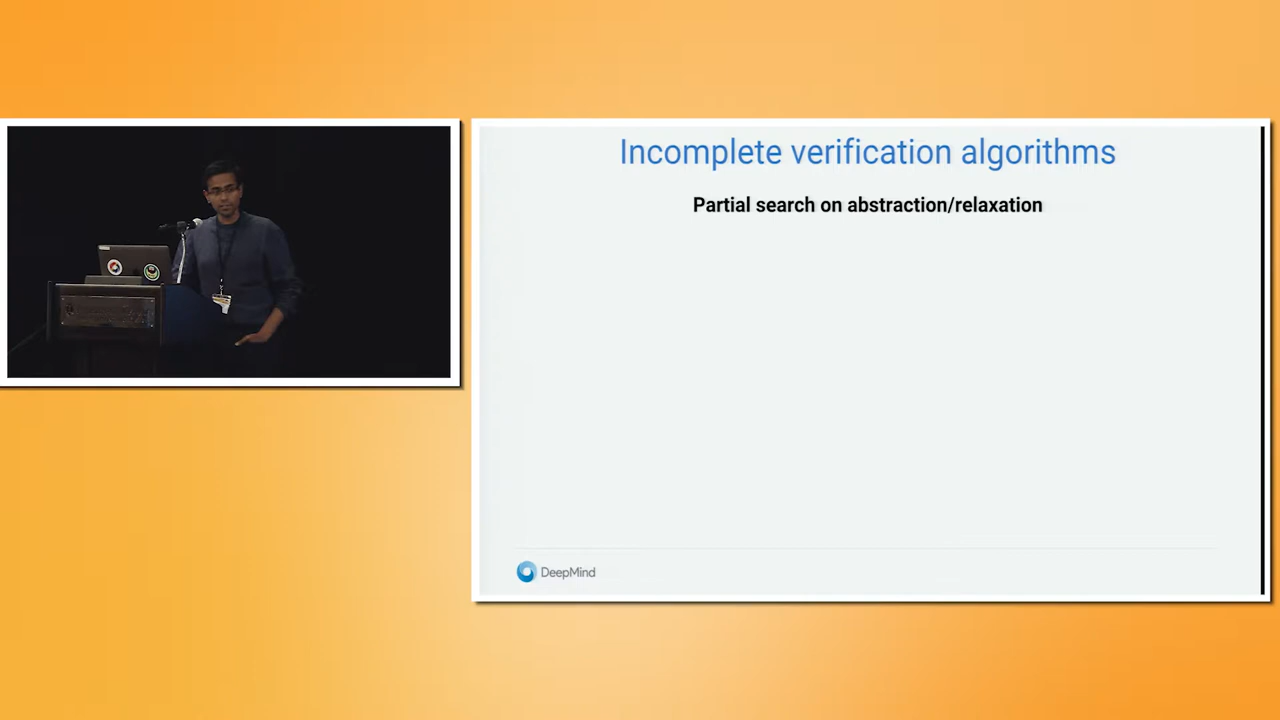 Incomplete verification algorithms
Partial search on abstraction/relaxation
DeepMind